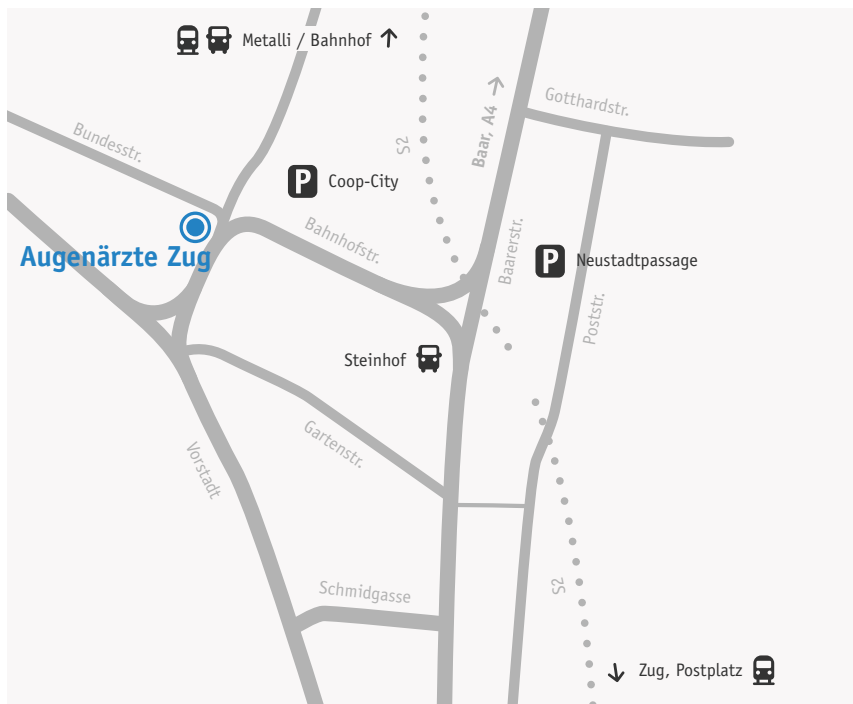 Metalli / Bahnhof
Gotthardstr.
Baar, A4
Bundesstr.
S2
P
Coop-City
Augenärzte Zug
Bahnhofstr.
Baarerstr.
P
Neustadtpassage
Poststr.
Steinhof
Gartenstr.
Vorstadt
S2
Schmidgasse
Zug, Postplatz